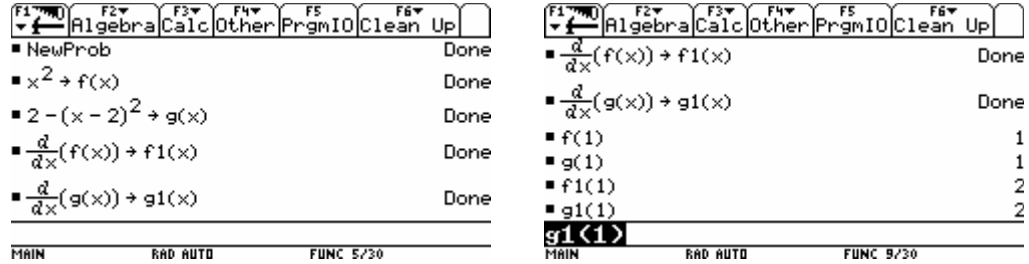 F1 F2 Algebra F3 Calc F4 Other F5 PrgmIO F6 Clean Up
▪ NewProb Done
▪ x² → f(x) Done
▪ 2 - (x - 2)² → g(x) Done
▪ d/dx(f(x)) → f1(x) Done
▪ d/dx(g(x)) → g1(x) Done
MAIN RAD AUTO FUNC 5/30
F1 F2 Algebra F3 Calc F4 Other F5 PrgmIO F6 Clean Up
▪ d/dx(f(x)) → f1(x) Done
▪ d/dx(g(x)) → g1(x) Done
▪ f(1) 1
▪ g(1) 1
▪ f1(1) 2
▪ g1(1) 2
g1(1)
MAIN RAD AUTO FUNC 9/30